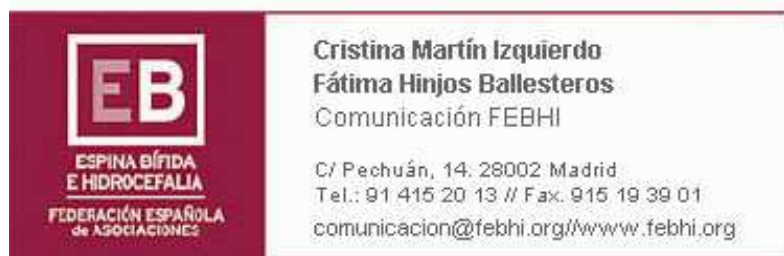 EB
ESPINA BÍFIDA
E HIDROCEFALIA
FEDERACIÓN ESPAÑOLA
de ASOCIACIONES
Cristina Martín Izquierdo
Fátima Hinjos Ballesteros
Comunicación FEBHI
C/ Pechuán, 14. 28002 Madrid
Tel.: 91 415 20 13 // Fax. 915 19 39 01
comunicacion@febhi.org//www.febhi.org